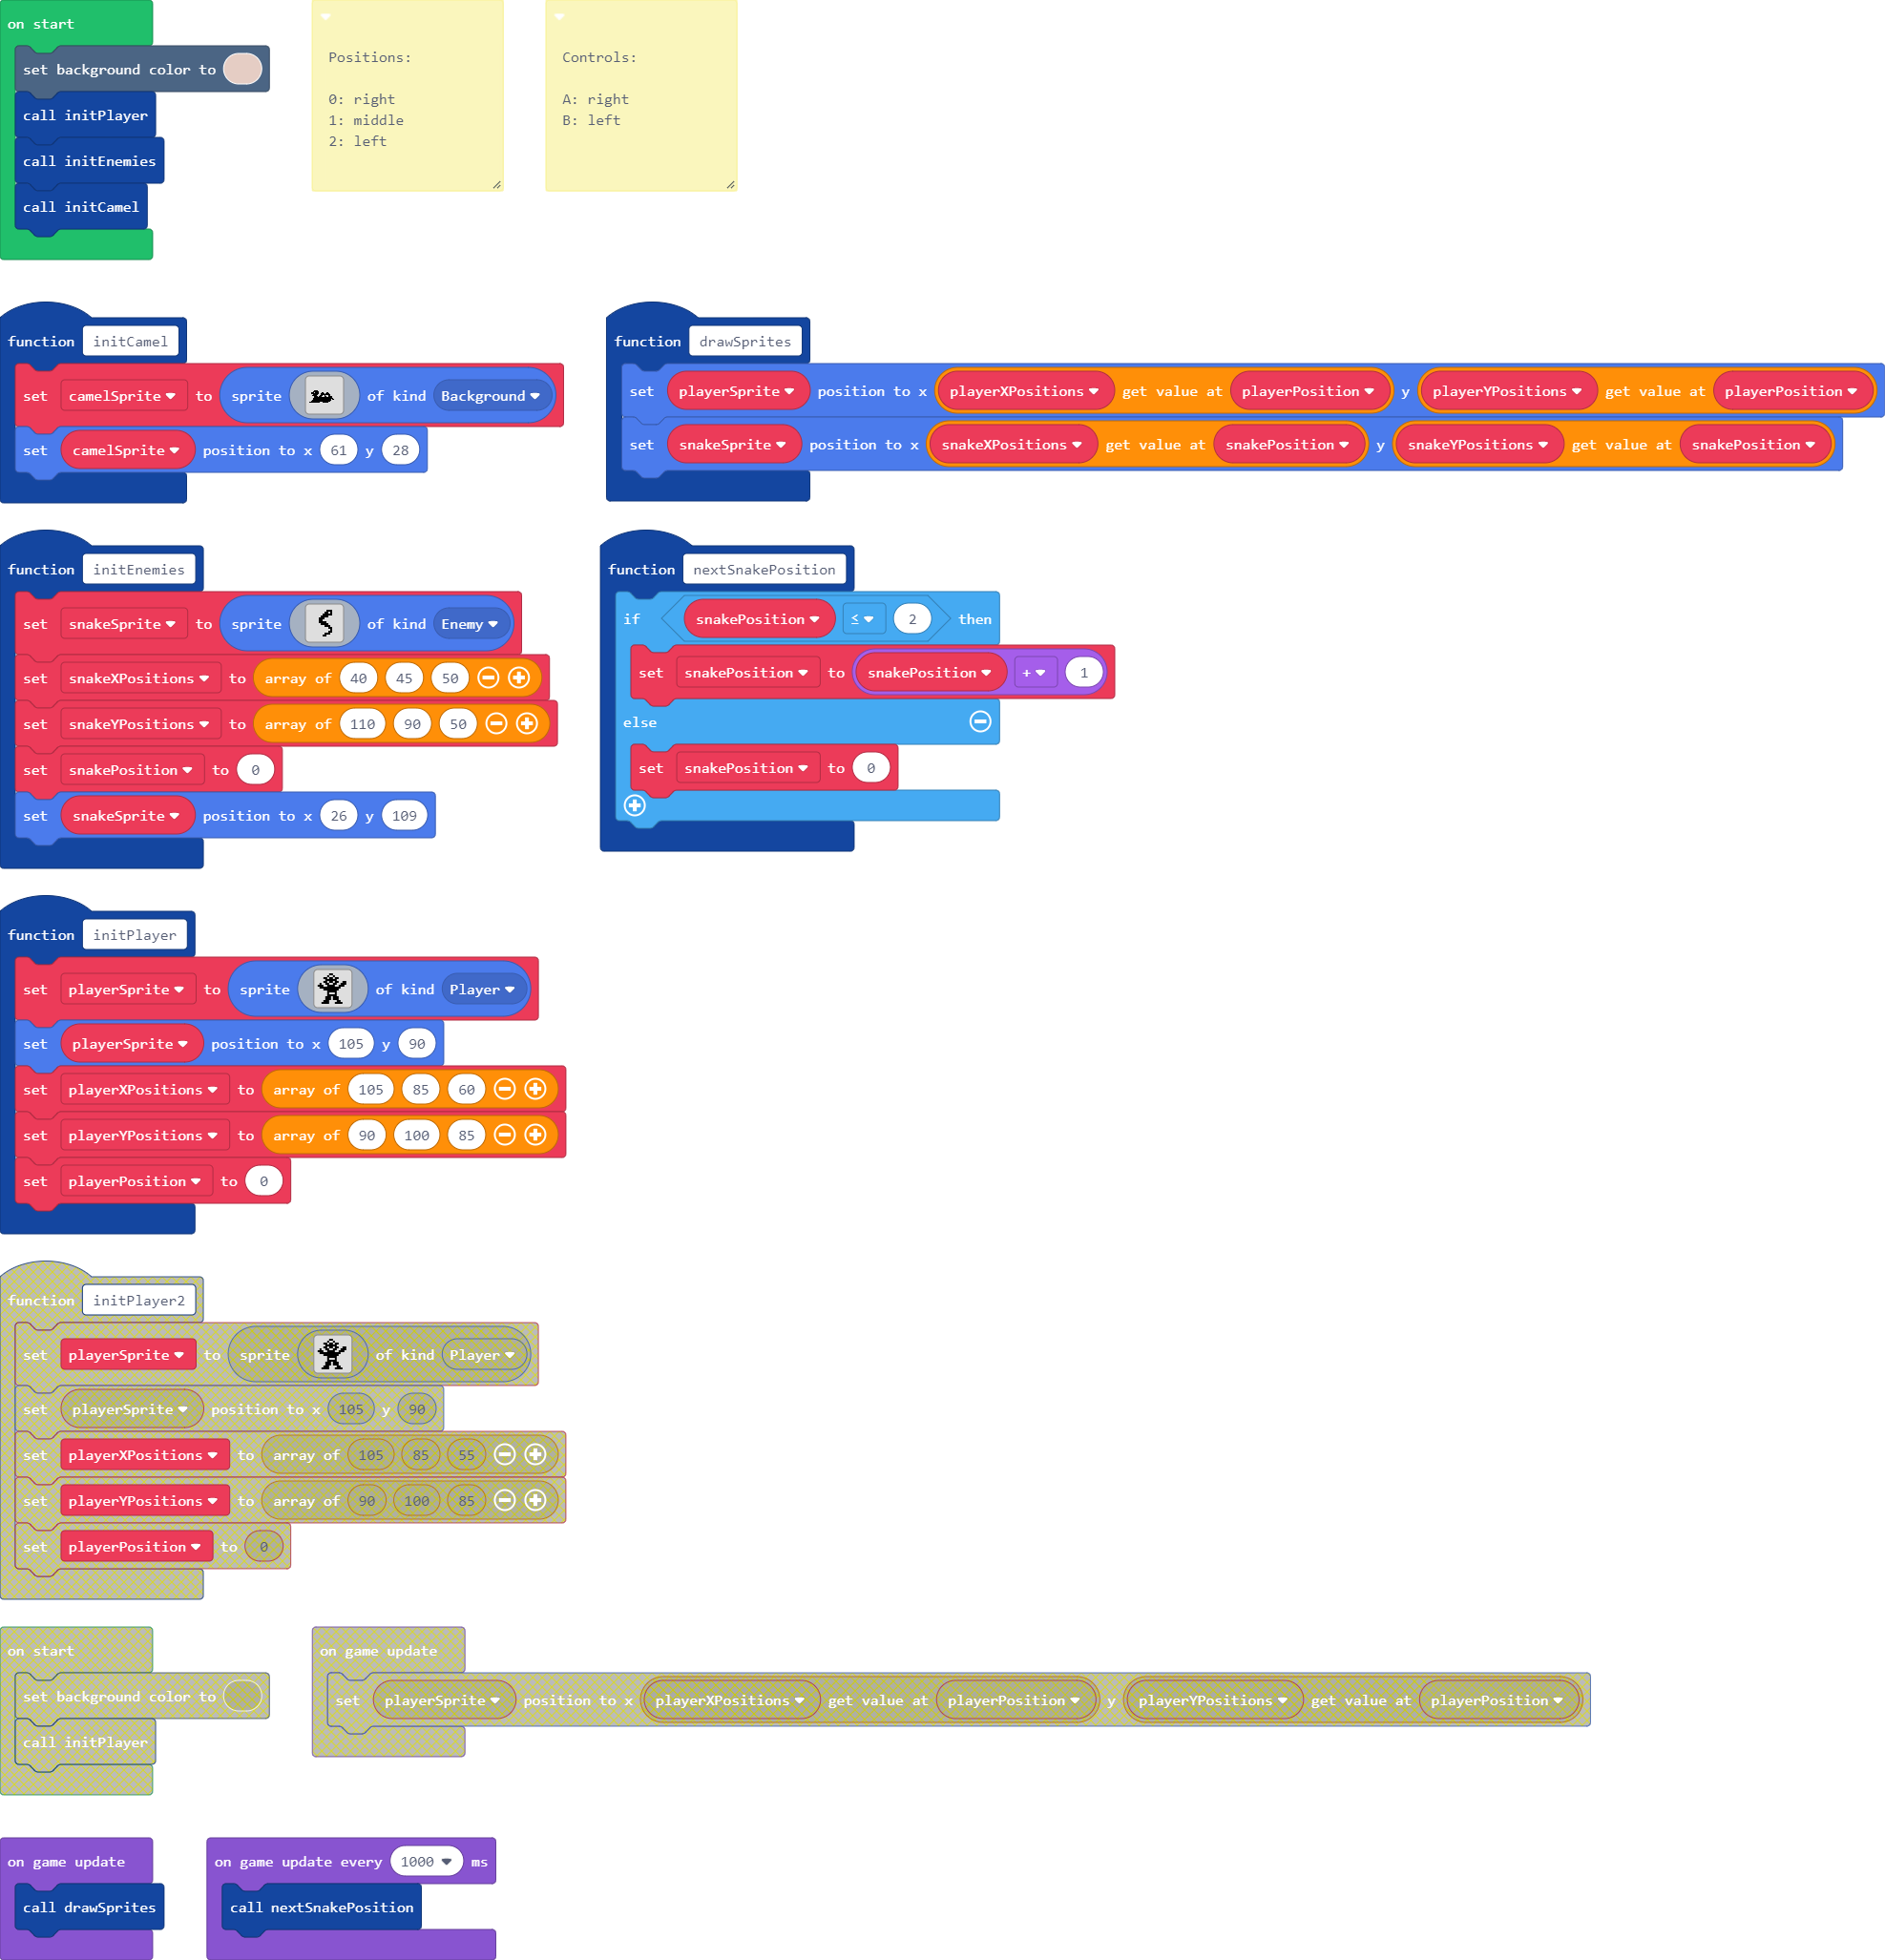 on start
set background color to
call initPlayer
call initEnemies
call initCamel
Positions:
0: right
1: middle
2: left
Controls:
A: right
B: left
function initCamel
set camelSprite to sprite of kind Background
set camelSprite position to x 61 y 28
function drawSprites
set playerSprite position to x playerXPositions get value at playerPosition y playerYPositions get value at playerPosition
set snakeSprite position to x snakeXPositions get value at snakePosition y snakeYPositions get value at snakePosition
function initEnemies
set snakeSprite to sprite of kind Enemy
set snakeXPositions to array of 40 45 50
set snakeYPositions to array of 110 90 50
set snakePosition to 0
set snakeSprite position to x 26 y 109
function nextSnakePosition
if snakePosition ≤ 2 then
set snakePosition to snakePosition + 1
else
set snakePosition to 0
function initPlayer
set playerSprite to sprite of kind Player
set playerSprite position to x 105 y 90
set playerXPositions to array of 105 85 60
set playerYPositions to array of 90 100 85
set playerPosition to 0
function initPlayer2
set playerSprite to sprite of kind Player
set playerSprite position to x 105 y 90
set playerXPositions to array of 105 85 55
set playerYPositions to array of 90 100 85
set playerPosition to 0
on start
set background color to
call initPlayer
on game update
set playerSprite position to x playerXPositions get value at playerPosition y playerYPositions get value at playerPosition
on game update
call drawSprites
on game update every 1000 ms
call nextSnakePosition